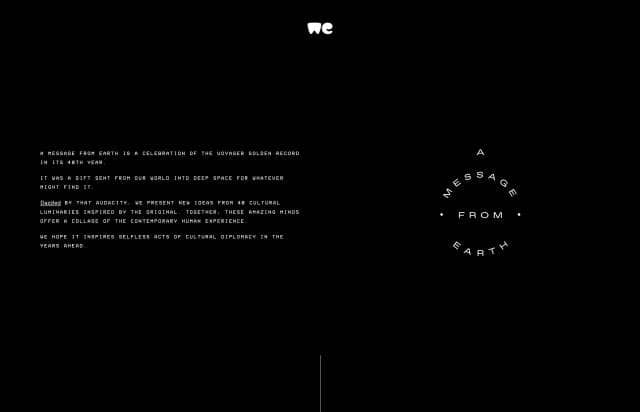 we
A MESSAGE FROM EARTH IS A CELEBRATION OF THE VOYAGER GOLDEN RECORD
IN ITS 40TH YEAR.
IT WAS A GIFT SENT FROM OUR WORLD INTO DEEP SPACE FOR WHATEVER
MIGHT FIND IT.
Dazzled BY THAT AUDACITY, WE PRESENT NEW IDEAS FROM 40 CULTURAL
LUMINARIES INSPIRED BY THE ORIGINAL. TOGETHER, THESE AMAZING MINDS
OFFER A COLLAGE OF THE CONTEMPORARY HUMAN EXPERIENCE.
WE HOPE IT INSPIRES SELFLESS ACTS OF CULTURAL DIPLOMACY IN THE
YEARS AHEAD.
A
MESSAGE
• FROM •
EARTH